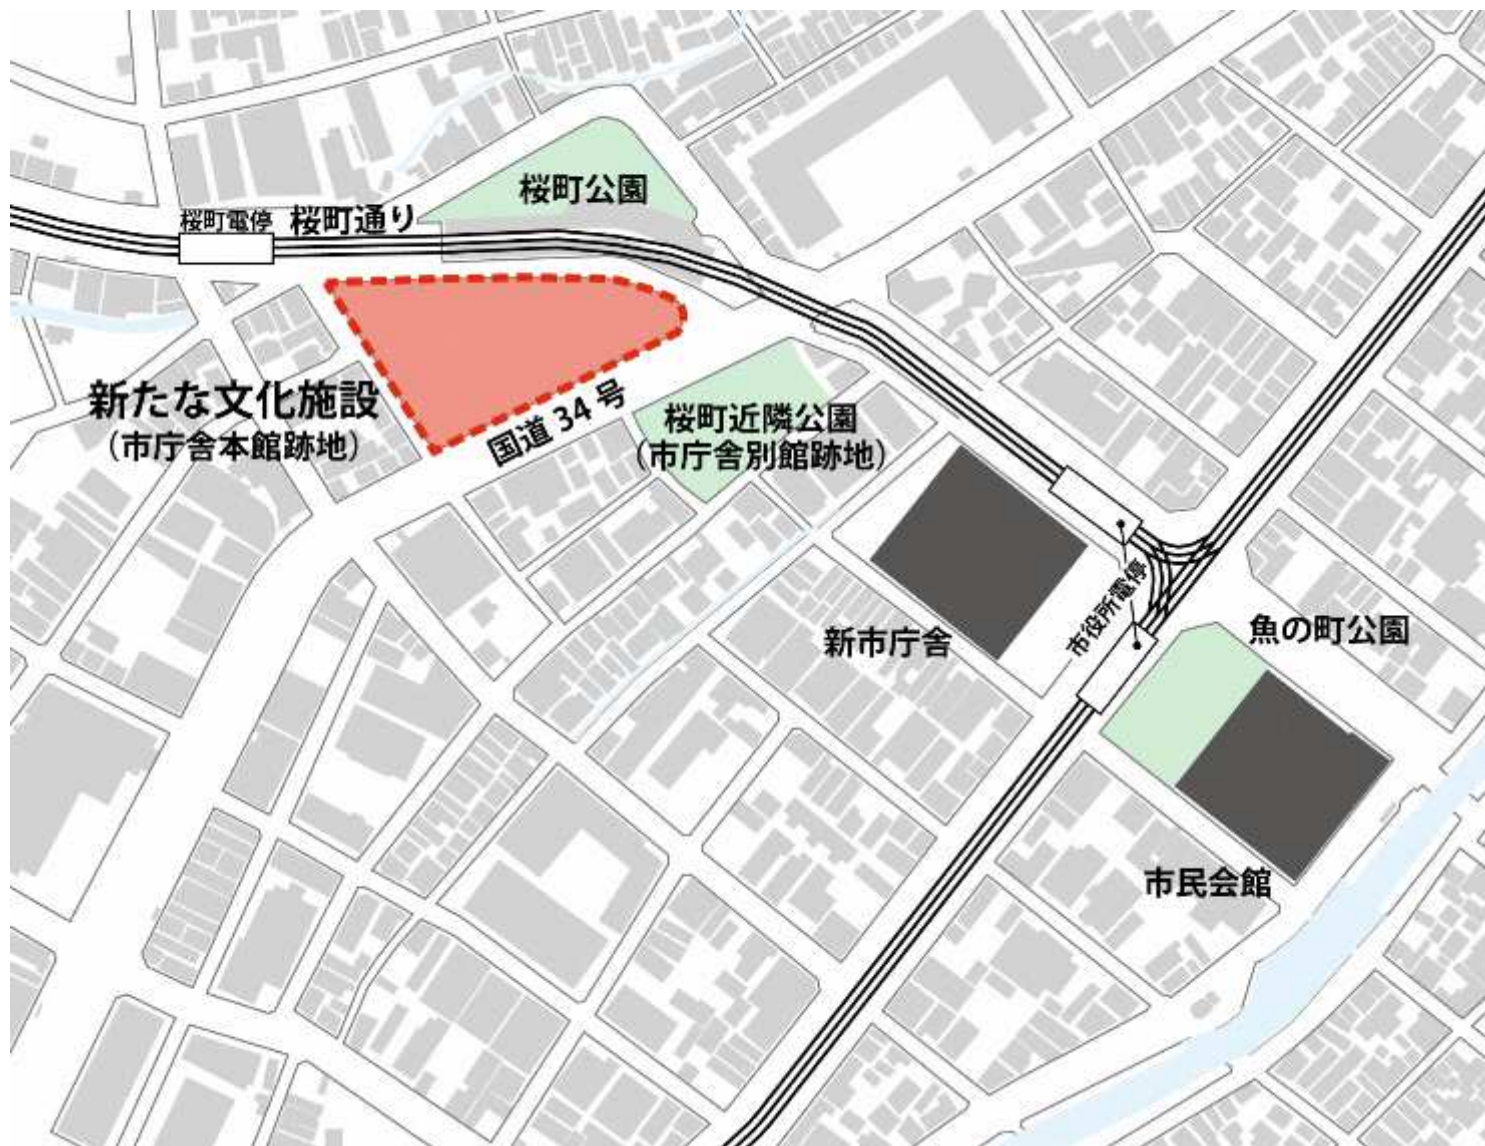 桜町公園
桜町電停
桜町通り
新たな文化施設
（市庁舎本館跡地）
国道 34 号
桜町近隣公園
（市庁舎別館跡地）
新市庁舎
市役所電停
魚の町公園
市民会館